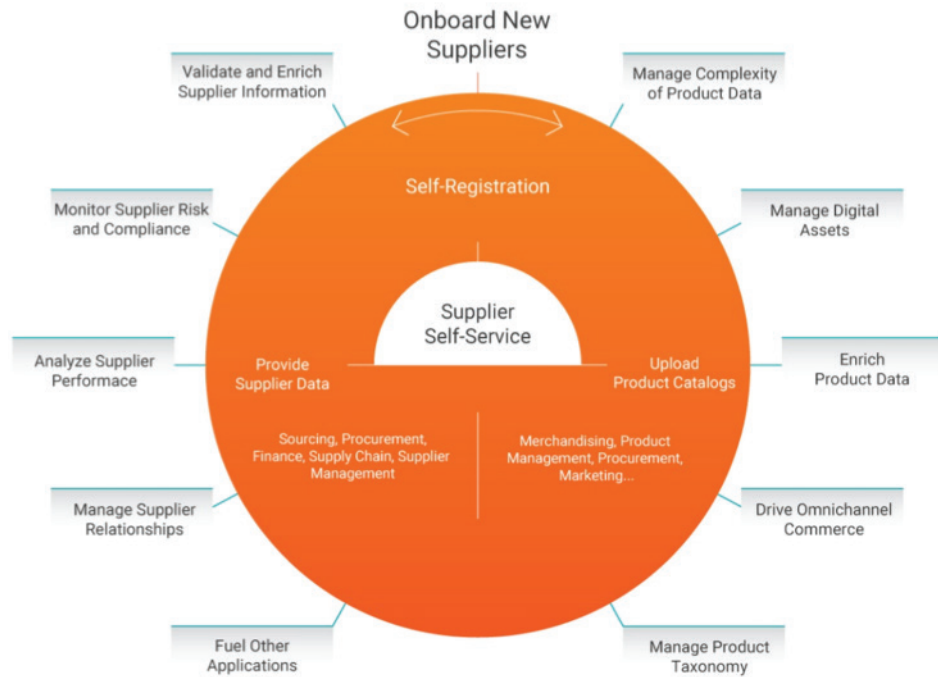 Onboard New
Suppliers
Validate and Enrich
Supplier Information
Manage Complexity
of Product Data
Self-Registration
Monitor Supplier Risk
and Compliance
Manage Digital
Assets
Supplier
Self-Service
Analyze Supplier
Performace
Provide
Supplier Data
Upload
Product Catalogs
Enrich
Product Data
Sourcing, Procurement,
Finance, Supply Chain, Supplier
Management
Merchandising, Product
Management, Procurement,
Marketing...
Manage Supplier
Relationships
Drive Omnichannel
Commerce
Fuel Other
Applications
Manage Product
Taxonomy